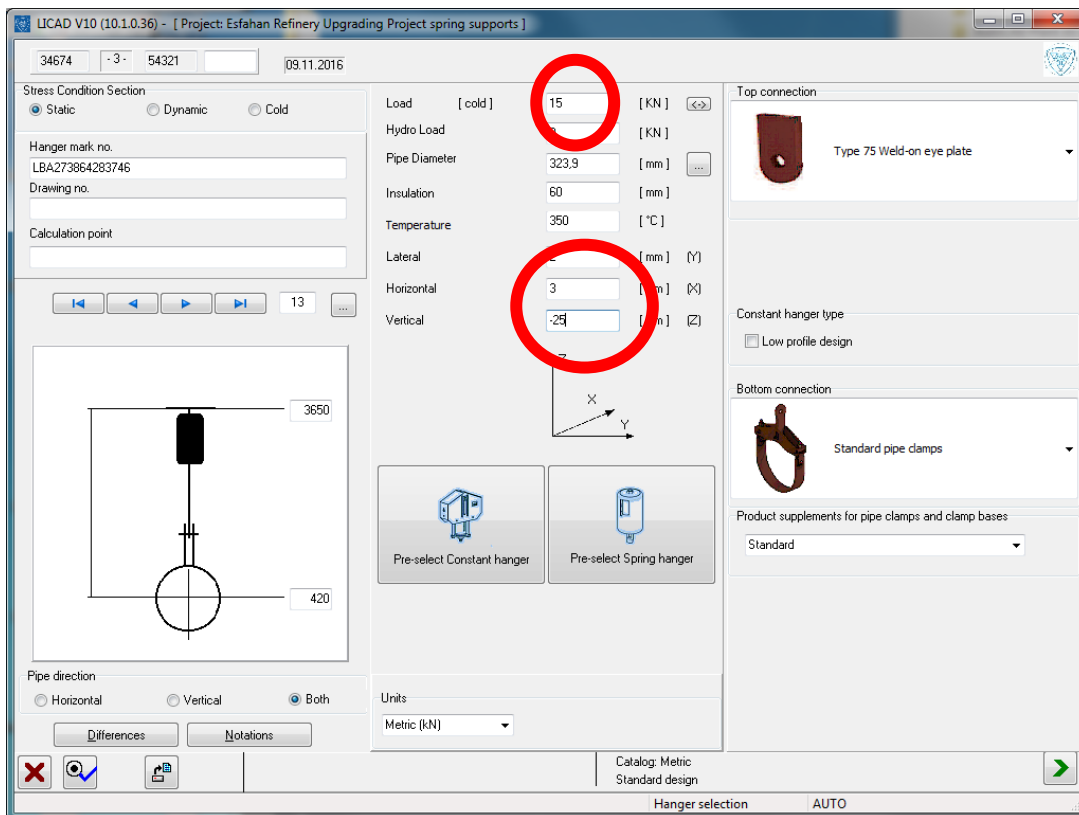 LICAD V10 (10.1.0.36) - [ Project: Esfahan Refinery Upgrading Project spring supports ]
34674 - 3 - 54321 09.11.2016
Stress Condition Section
Static Dynamic Cold
Hanger mark no.
LBA273864283746
Drawing no.
Calculation point
13 ...
3650
420
Pipe direction
Horizontal Vertical Both
Differences Notations
Load [ cold ] 15 [ KN ] <->
Hydro Load [ KN ]
Pipe Diameter 323,9 [ mm ] ...
Insulation 60 [ mm ]
Temperature 350 [ °C ]
Lateral [ mm ] (Y)
Horizontal 3 (X)
Vertical -25 (Z)
X
Y
Pre-select Constant hanger Pre-select Spring hanger
Units
Metric (kN)
Top connection
Type 75 Weld-on eye plate
Constant hanger type
Low profile design
Bottom connection
Standard pipe clamps
Product supplements for pipe clamps and clamp bases
Standard
Catalog: Metric
Standard design
Hanger selection AUTO